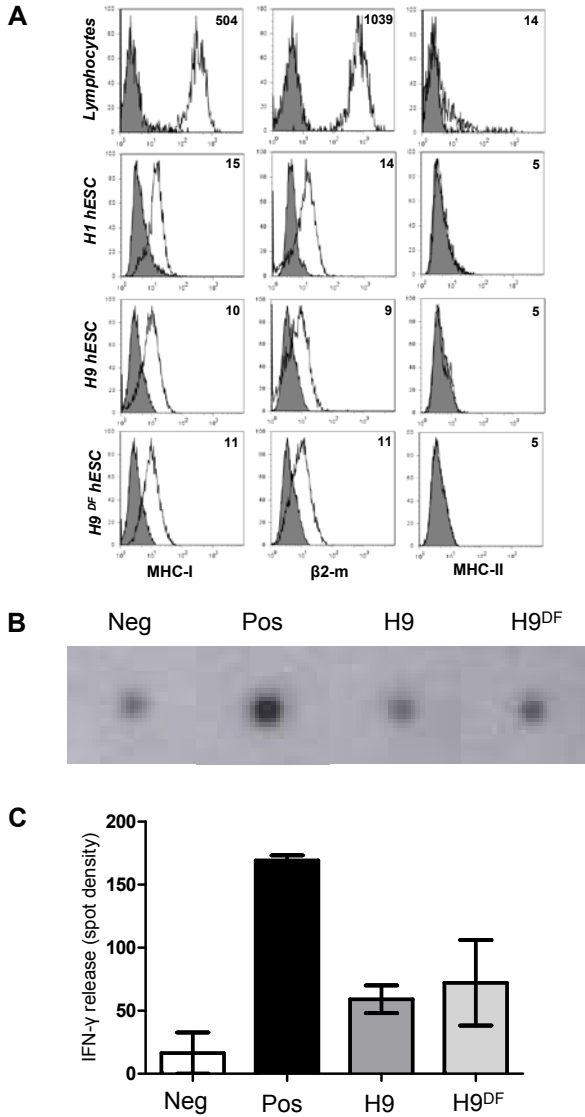 A
Lymphocytes
504
1039
14
H1 hESC
15
14
5
H9 hESC
10
9
5
H9 DF hESC
11
11
5
MHC-I
β2-m
MHC-II
B
Neg Pos H9 H9DF
C
IFN-γ release (spot density)
200
150
100
50
0
Neg Pos H9 H9DF